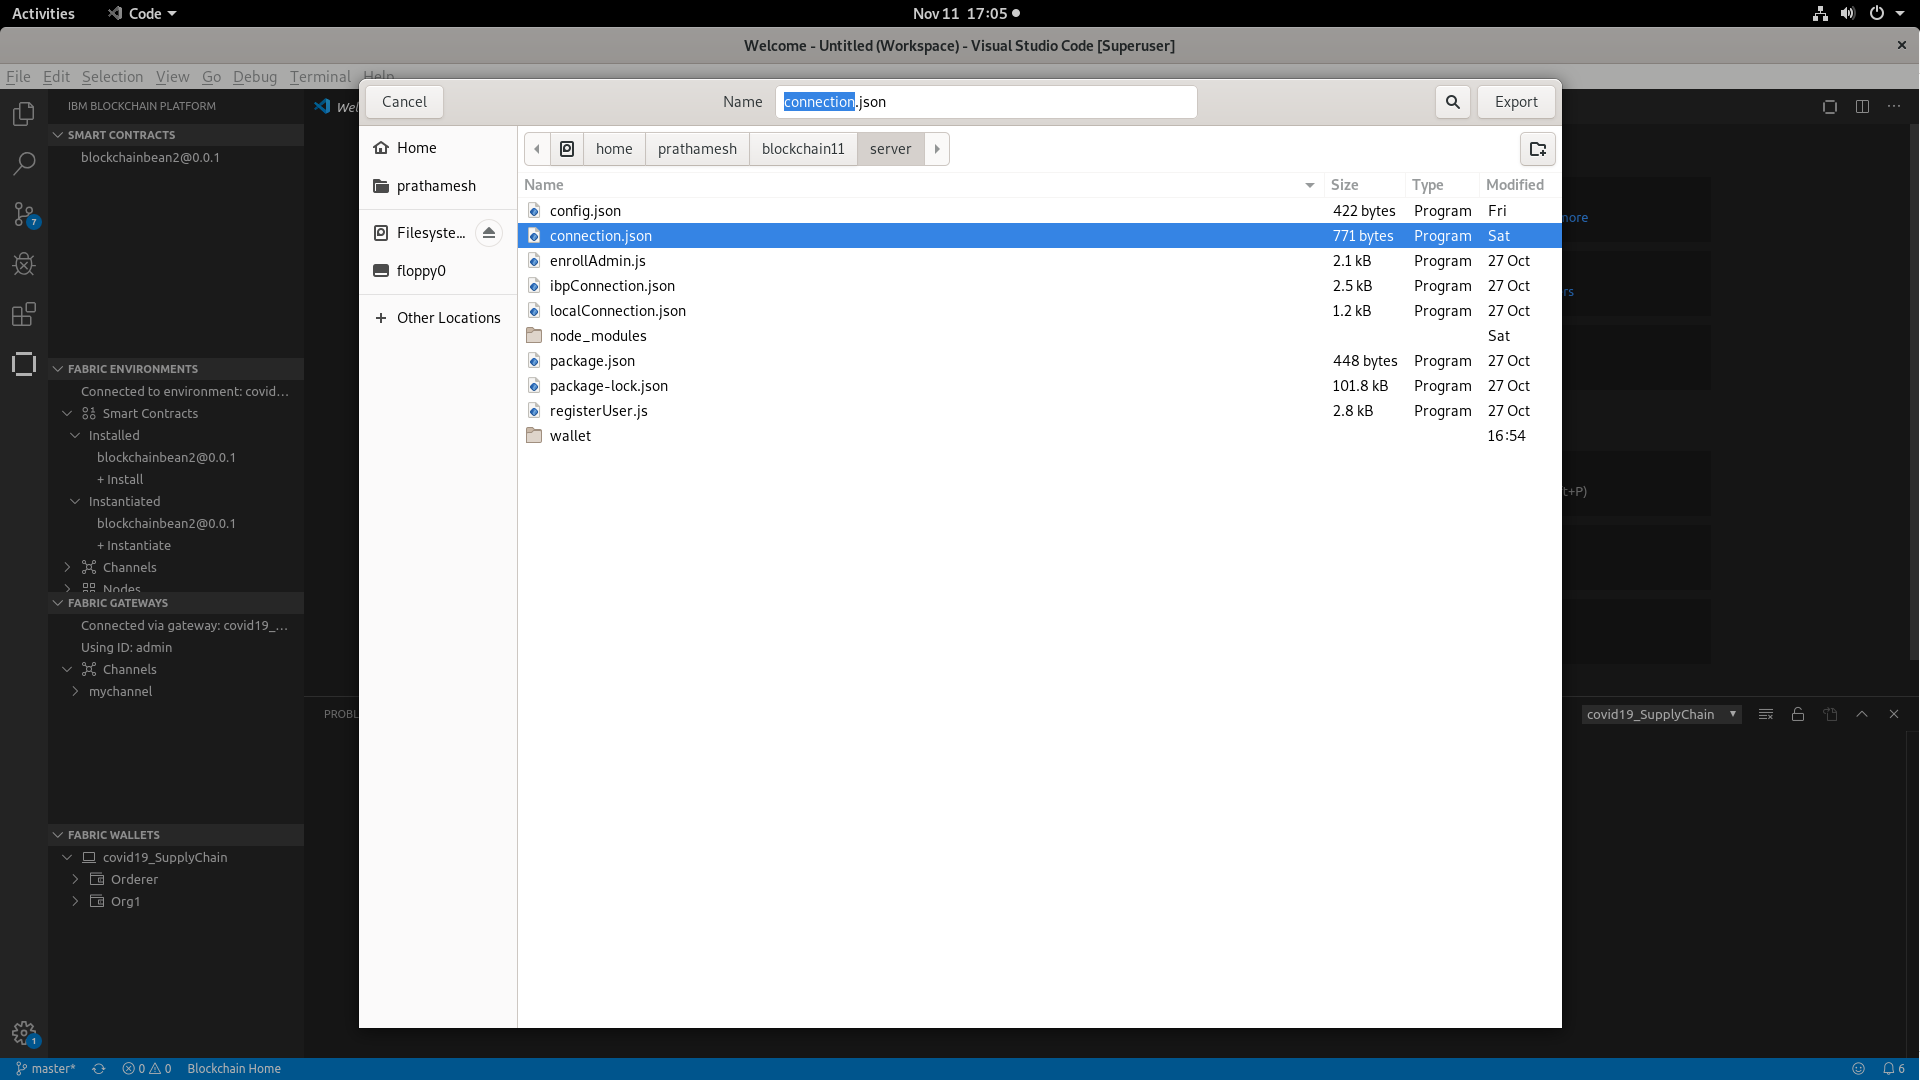 Activities
Code
Nov 11 17:05
Welcome - Untitled (Workspace) - Visual Studio Code [Superuser]
File Edit Selection View Go Debug Terminal Help
IBM BLOCKCHAIN PLATFORM
SMART CONTRACTS
blockchainbean2@0.0.1
7
FABRIC ENVIRONMENTS
Connected to environment: covid...
Smart Contracts
Installed
blockchainbean2@0.0.1
+ Install
Instantiated
blockchainbean2@0.0.1
+ Instantiate
Channels
Nodes
FABRIC GATEWAYS
Connected via gateway: covid19_...
Using ID: admin
Channels
mychannel
FABRIC WALLETS
covid19_SupplyChain
Orderer
Org1
1
Cancel
Name connection.json
Export
Home
prathamesh
Filesyste...
floppy0
+ Other Locations
home prathamesh blockchain11 server
Name Size Type Modified
config.json 422 bytes Program Fri
connection.json 771 bytes Program Sat
enrollAdmin.js 2.1 kB Program 27 Oct
ibpConnection.json 2.5 kB Program 27 Oct
localConnection.json 1.2 kB Program 27 Oct
node_modules Sat
package.json 448 bytes Program 27 Oct
package-lock.json 101.8 kB Program 27 Oct
registerUser.js 2.8 kB Program 27 Oct
wallet 16:54
t+P)
covid19_SupplyChain
master* 0 0 Blockchain Home
6